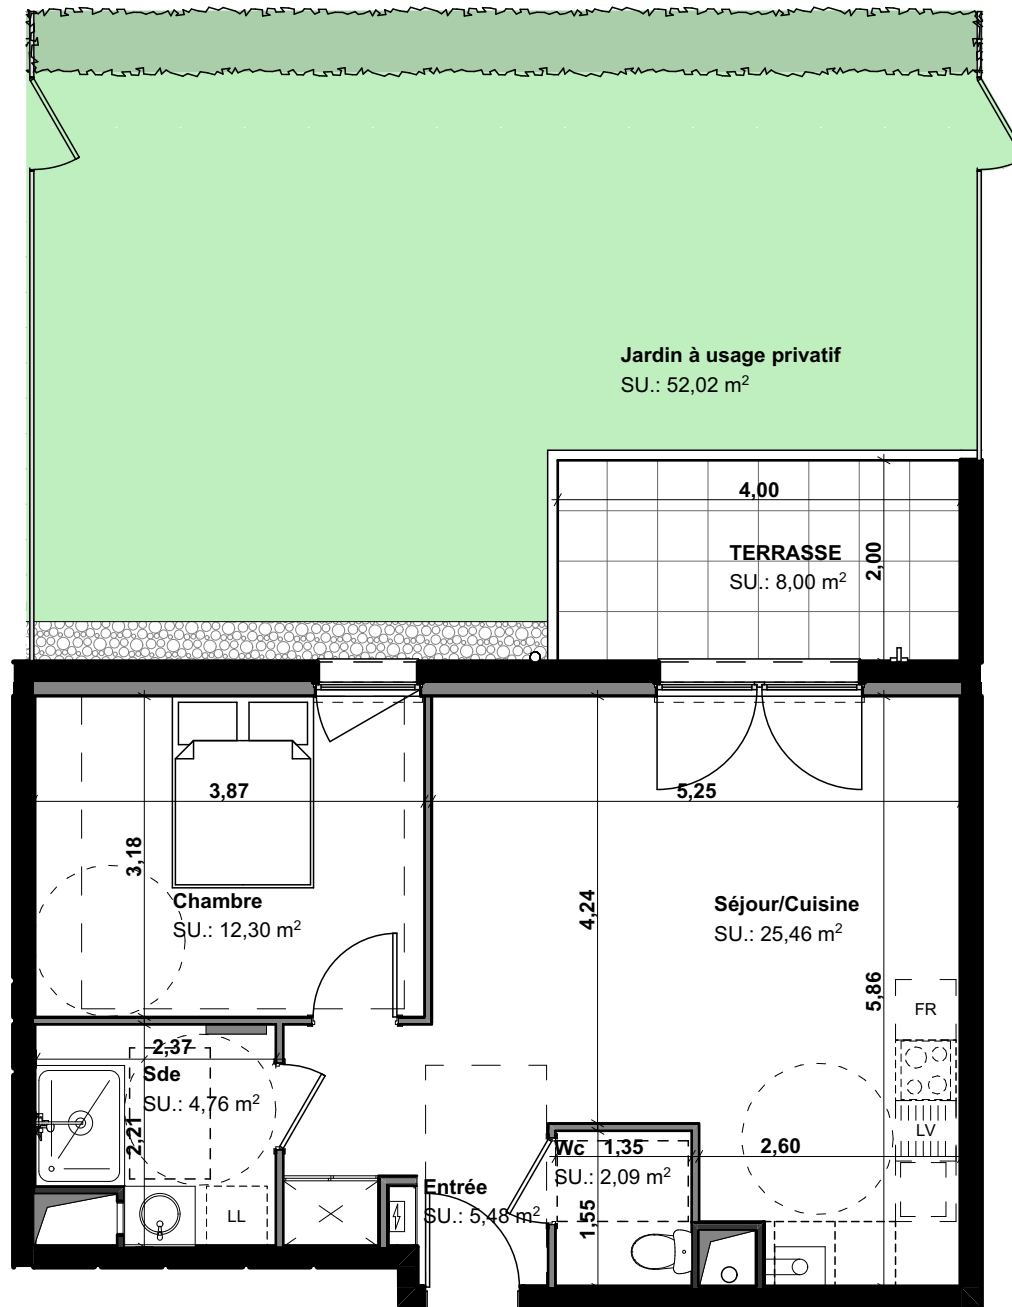 Jardin à usage privatif
SU.: 52,02 m²
4,00
TERRASSE
SU.: 8,00 m²
2,00
3,87
5,25
3,18
Chambre
SU.: 12,30 m²
4,24
Séjour/Cuisine
SU.: 25,46 m²
5,86
FR
2,37
Sde
SU.: 4,76 m²
2,21
LV
Wc
1,35
2,60
SU.: 2,09 m²
Entrée
SU.: 5,48 m²
1,55
LL